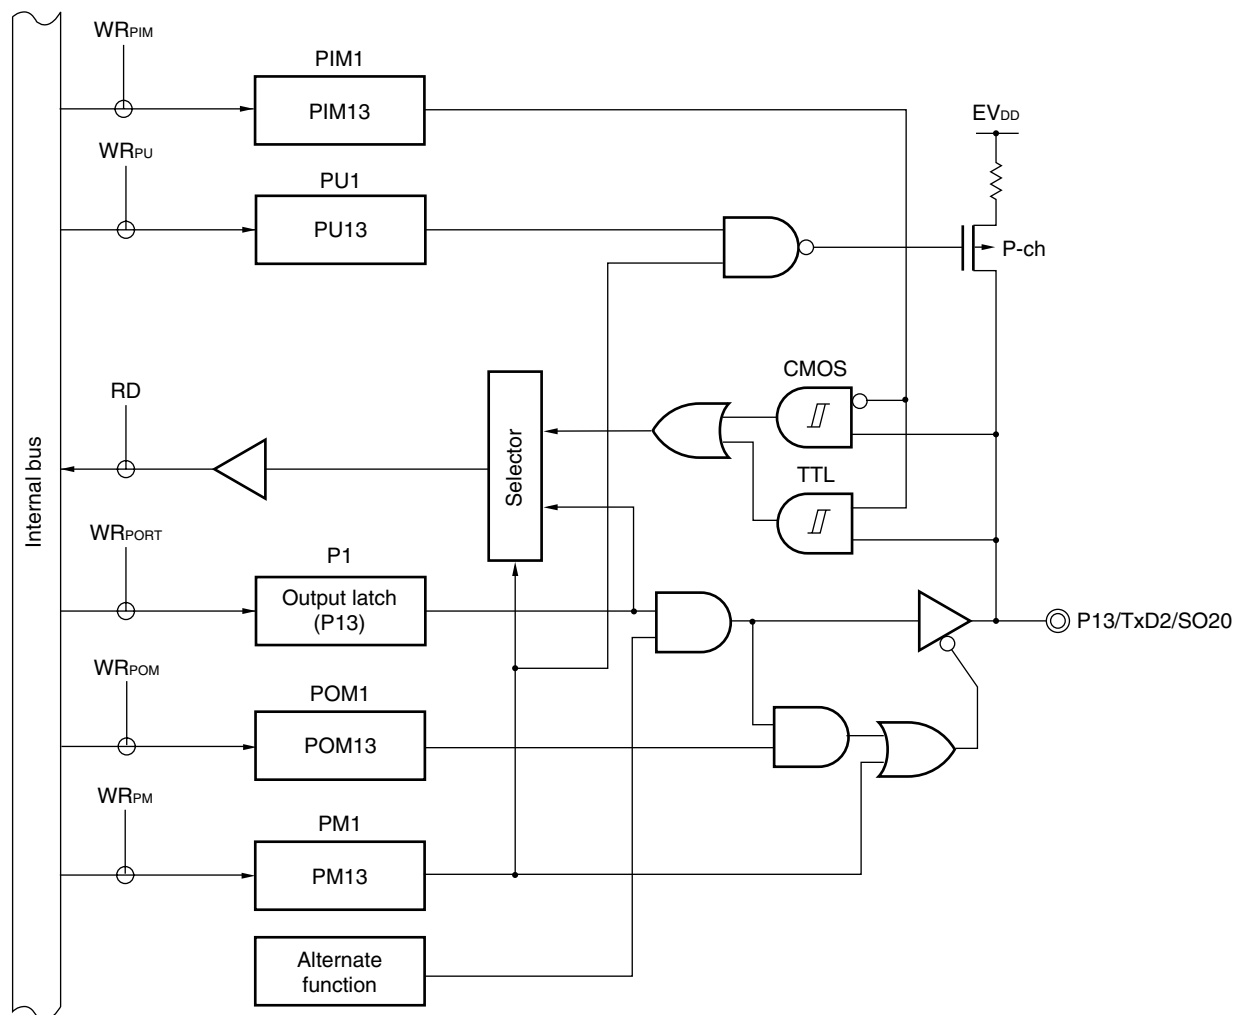 WRPIM
PIM1
PIM13
EVDD
WRPU
PU1
PU13
P-ch
CMOS
RD
Selector
TTL
Internal bus
WRPORT
P1
Output latch
(P13)
P13/TxD2/SO20
WRPOM
POM1
POM13
WRPM
PM1
PM13
Alternate
function